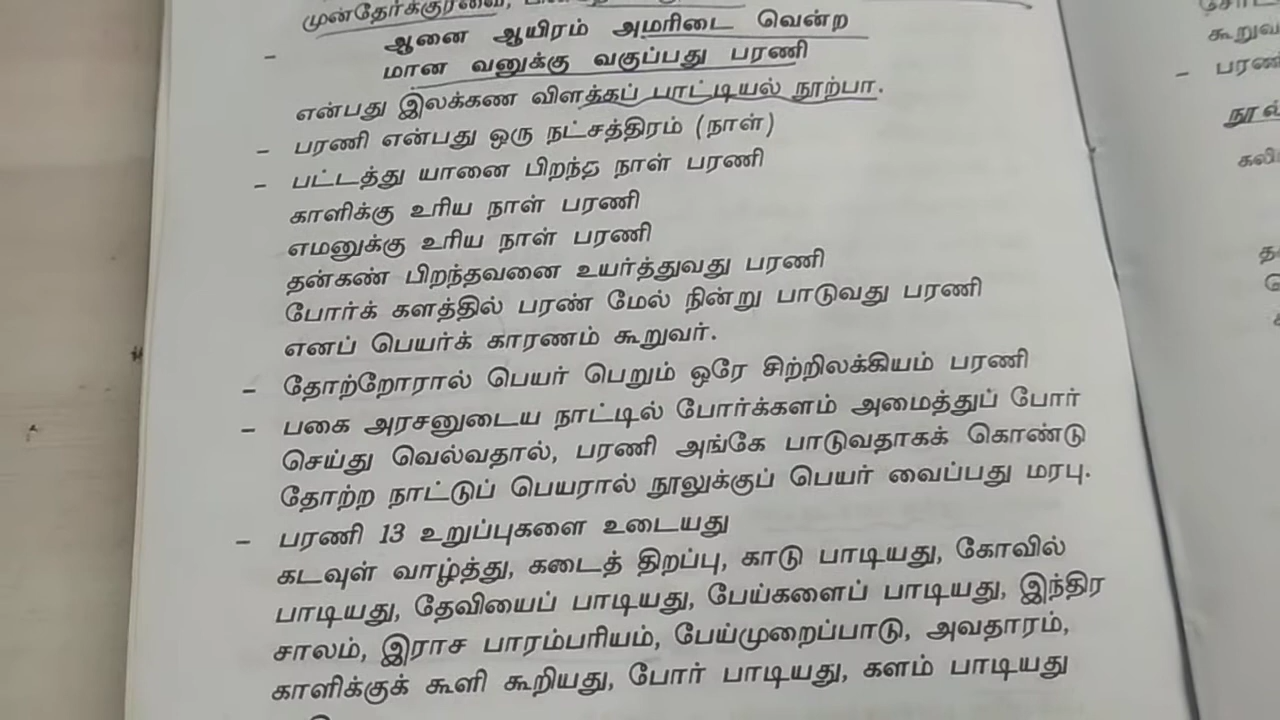 முன்தேர்க்குரவை,
– ஆனை ஆயிரம் அமரிடை வென்ற
மான வனுக்கு வகுப்பது பரணி
என்பது இலக்கண விளக்கப் பாட்டியல் நூற்பா.
– பரணி என்பது ஒரு நட்சத்திரம் (நாள்)
– பட்டத்து யானை பிறந்த நாள் பரணி
காளிக்கு உரிய நாள் பரணி
எமனுக்கு உரிய நாள் பரணி
தன்கண் பிறந்தவனை உயர்த்துவது பரணி
போர்க் களத்தில் பரண் மேல் நின்று பாடுவது பரணி
எனப் பெயர்க் காரணம் கூறுவர்.
– தோற்றோரால் பெயர் பெறும் ஒரே சிற்றிலக்கியம் பரணி
– பகை அரசனுடைய நாட்டில் போர்க்களம் அமைத்துப் போர்
செய்து வெல்வதால், பரணி அங்கே பாடுவதாகக் கொண்டு
தோற்ற நாட்டுப் பெயரால் நூலுக்குப் பெயர் வைப்பது மரபு.
– பரணி 13 உறுப்புகளை உடையது
கடவுள் வாழ்த்து, கடைத் திறப்பு, காடு பாடியது, கோவில்
பாடியது, தேவியைப் பாடியது, பேய்களைப் பாடியது, இந்திர
சாலம், இராச பாரம்பரியம், பேய்முறைப்பாடு, அவதாரம்,
காளிக்குக் கூளி கூறியது, போர் பாடியது, களம் பாடியது
கூறுவ
– பரணி